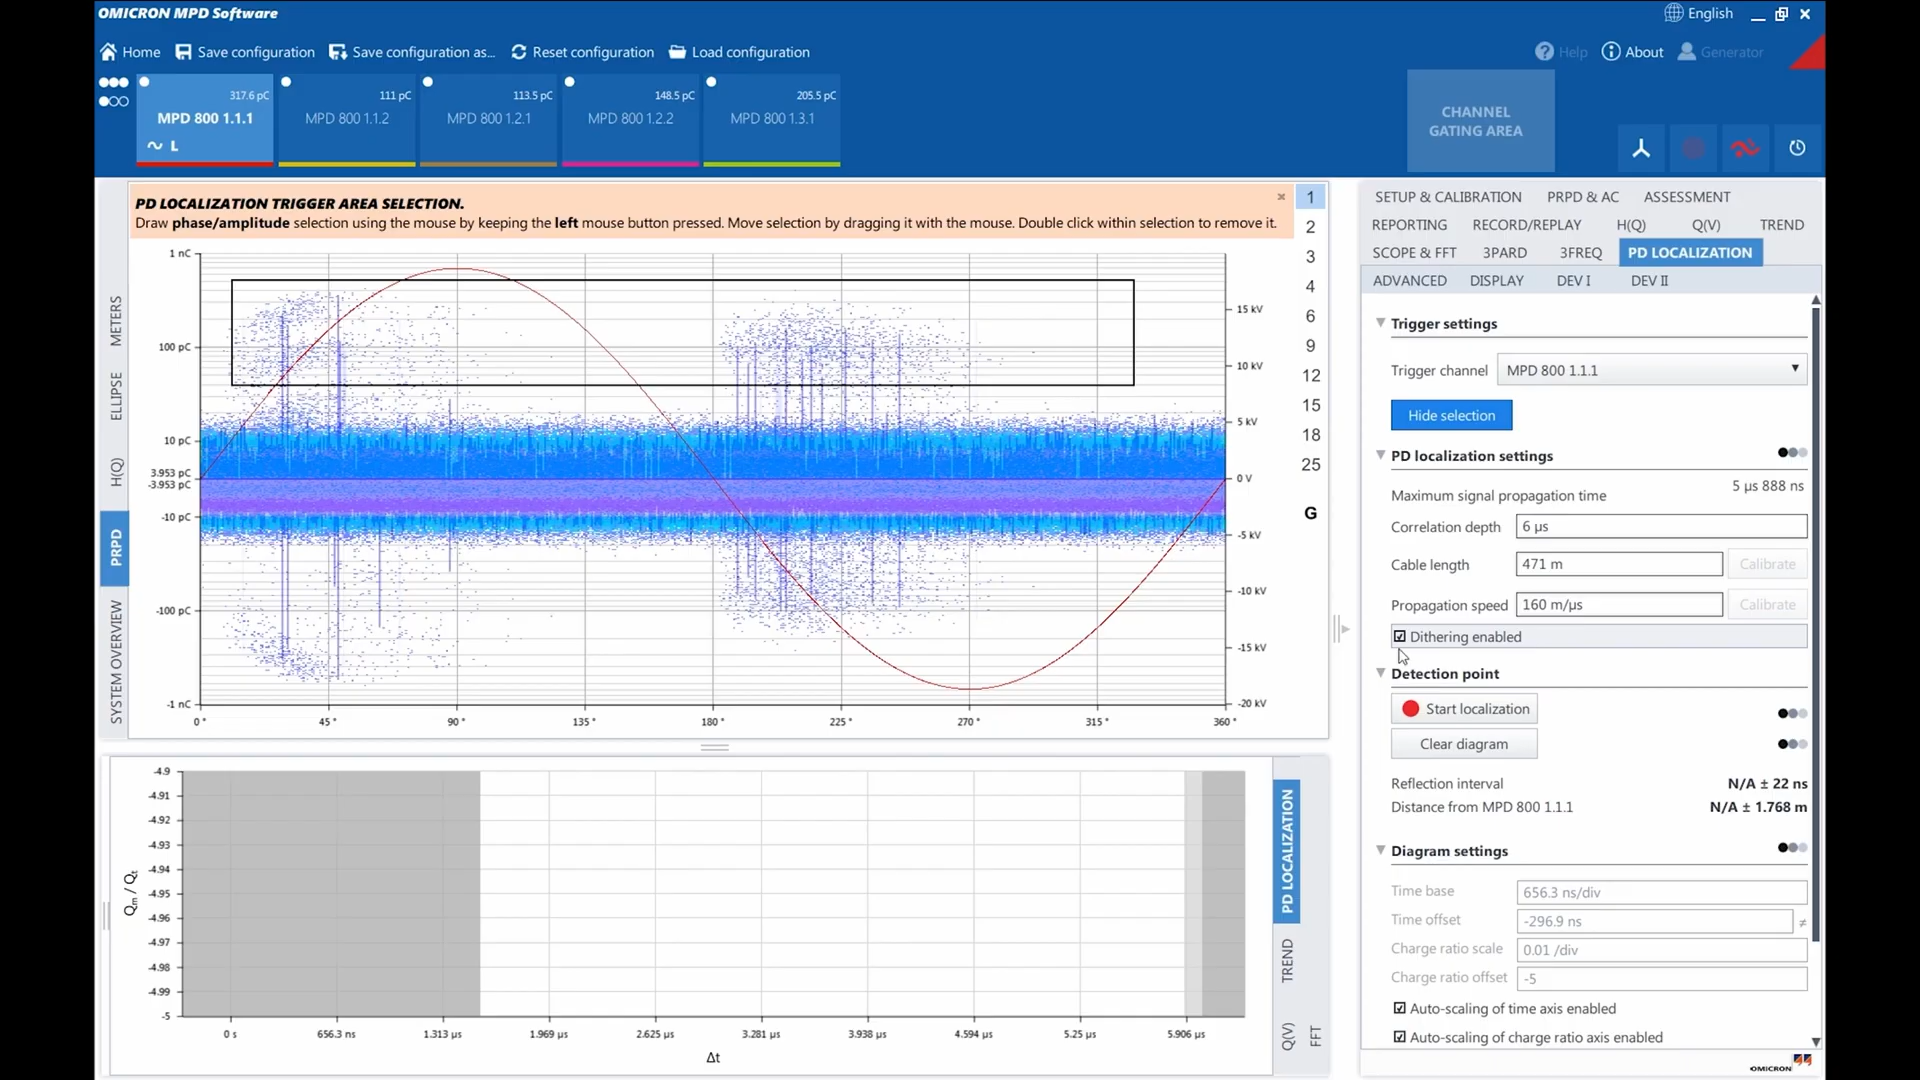 OMICRON MPD Software
English
Home
Save configuration
Save configuration as...
Reset configuration
Load configuration
Help
About
Generator
317.6 pC
MPD 800 1.1.1
L
111 pC
MPD 800 1.1.2
113.5 pC
MPD 800 1.2.1
148.5 pC
MPD 800 1.2.2
205.5 pC
MPD 800 1.3.1
CHANNEL
GATING AREA
PD LOCALIZATION TRIGGER AREA SELECTION.
Draw phase/amplitude selection using the mouse by keeping the left mouse button pressed. Move selection by dragging it with the mouse. Double click within selection to remove it.
METERS
ELLIPSE
H(Q)
PRPD
SYSTEM OVERVIEW
1 nC
100 pC
10 pC
3.953 pC
-3.953 pC
-10 pC
-100 pC
-1 nC
15 kV
10 kV
5 kV
0 V
-5 kV
-10 kV
-15 kV
-20 kV
0 °
45 °
90 °
135 °
180 °
225 °
270 °
315 °
360 °
1
2
3
4
6
9
12
15
18
25
G
-4.9
-4.91
-4.92
-4.93
-4.94
-4.95
-4.96
-4.97
-4.98
-4.99
-5
Qm / Qt
0 s
656.3 ns
1.313 µs
1.969 µs
2.625 µs
3.281 µs
3.938 µs
4.594 µs
5.25 µs
5.906 µs
Δt
PD LOCALIZATION
TREND
Q(V)
FFT
SETUP & CALIBRATION
PRPD & AC
ASSESSMENT
REPORTING
RECORD/REPLAY
H(Q)
Q(V)
TREND
SCOPE & FFT
3PARD
3FREQ
PD LOCALIZATION
ADVANCED
DISPLAY
DEV I
DEV II
Trigger settings
Trigger channel
MPD 800 1.1.1
Hide selection
PD localization settings
Maximum signal propagation time
5 µs 888 ns
Correlation depth
6 µs
Cable length
471 m
Calibrate
Propagation speed
160 m/µs
Calibrate
Dithering enabled
Detection point
Start localization
Clear diagram
Reflection interval
N/A ± 22 ns
Distance from MPD 800 1.1.1
N/A ± 1.768 m
Diagram settings
Time base
656.3 ns/div
Time offset
-296.9 ns
≠
Charge ratio scale
0.01 /div
Charge ratio offset
-5
Auto-scaling of time axis enabled
Auto-scaling of charge ratio axis enabled
OMICRON